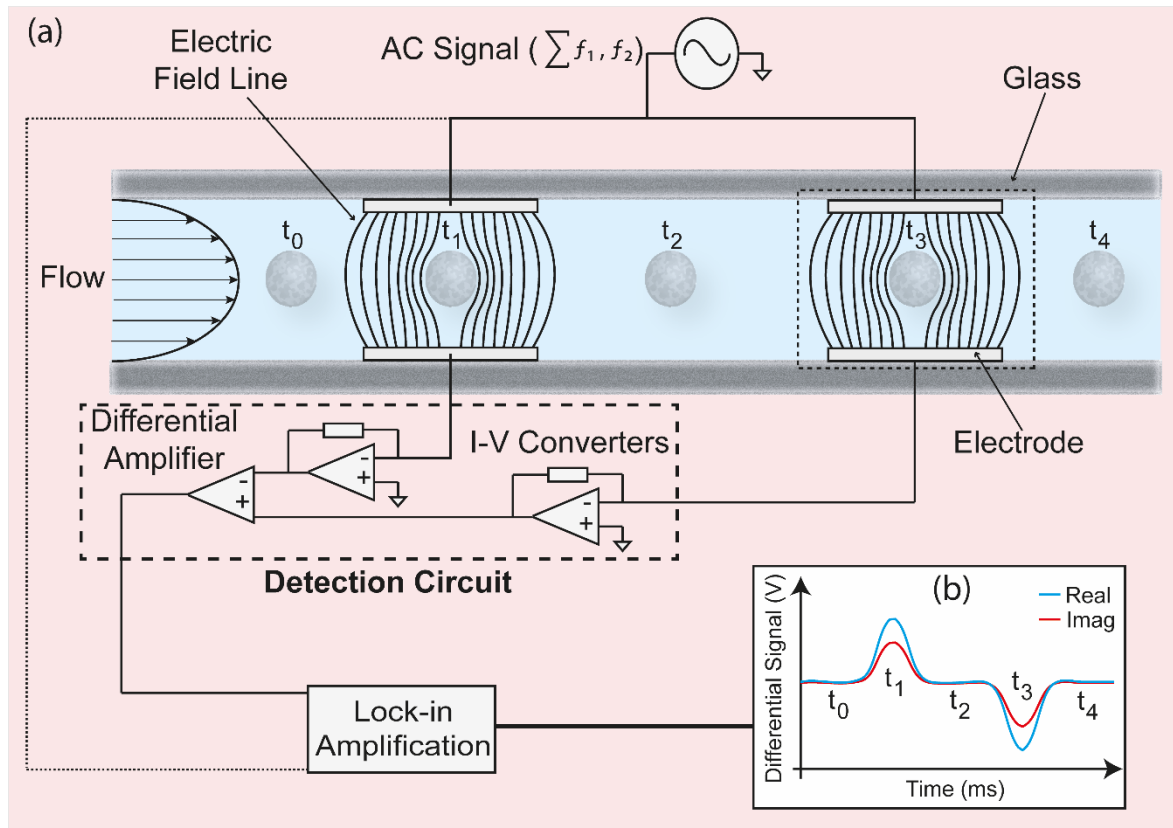 (a)
Electric
Field Line
AC Signal ( ∑ f₁ , f₂)
Glass
t₀
t₁
t₂
t₃
t₄
Flow
Differential
Amplifier
I-V Converters
Electrode
-
+
-
+
-
+
Detection Circuit
Lock-in
Amplification
(b)
Differential Signal (V)
Real
Imag
t₀
t₁
t₂
t₃
t₄
Time (ms)